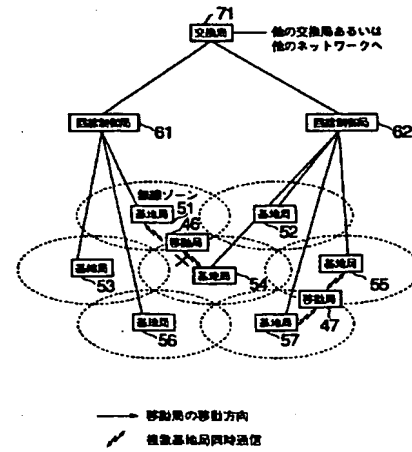 71
交換局
他の交換局あるいは
他のネットワークへ
回線制御局
61
回線制御局
62
無線ゾーン
基地局
51
46
移動局
基地局
52
基地局
53
基地局
54
基地局
55
移動局
47
基地局
56
基地局
57
移動局の移動方向
複数基地局同時通信